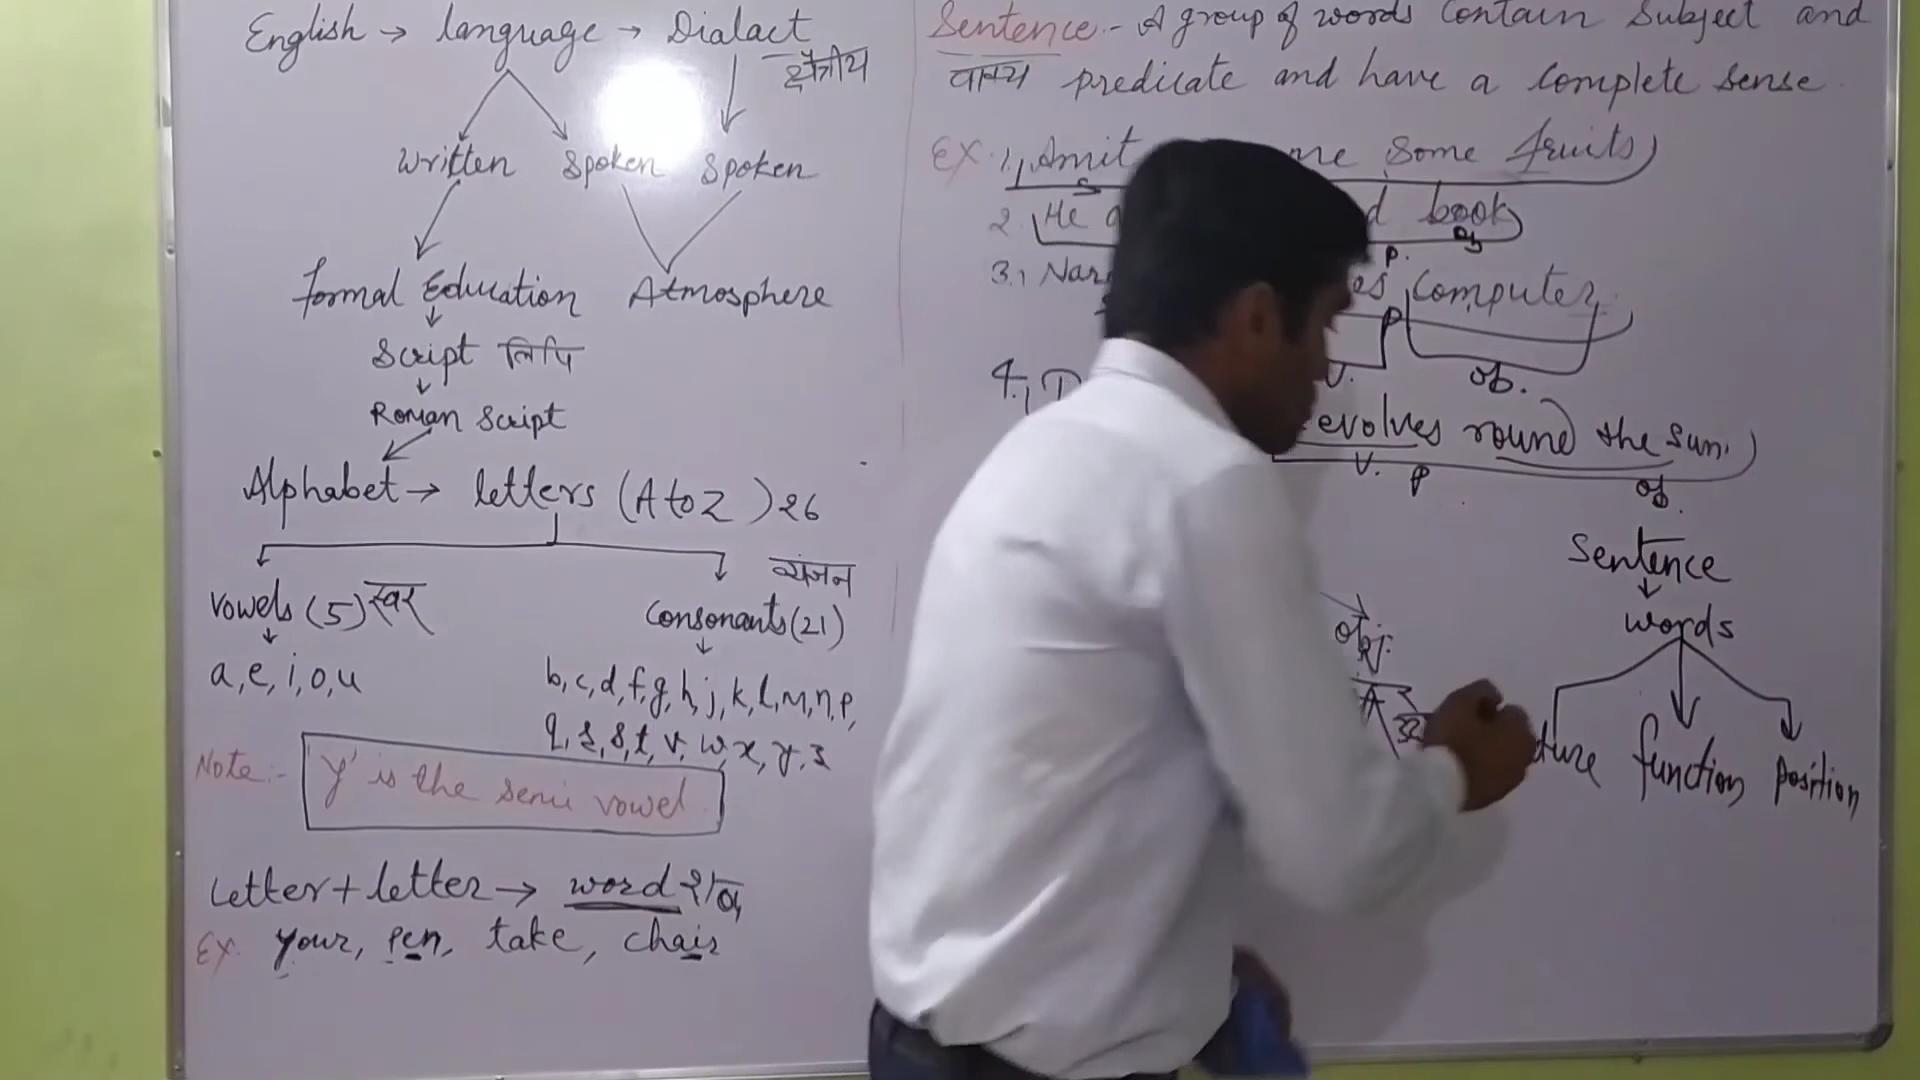 English → language → Dialact
क्षेत्रीय
Written Spoken Spoken
Formal Education Atmosphere
Script लिपि
Roman Script
Alphabet → letters (A to Z) 26
vowels (5) स्वर
व्यंजन
Consonants (21)
a, e, i, o, u
b, c, d, f, g, h, j, k, l, m, n, p,
q, r, s, t, v, w, x, y, z
Note:- 'y' is the semi vowel
Letter + letter → word शब्द
Ex. your, pen, take, chair
Sentence:- A group of words contain Subject and
वाक्य predicate and have a complete sense
EX. 1, Amit me some fruits
S
2. He book
ob
P.
3, computer
P
V. ob.
4,
revolves round the sun.
V. P ob.
Sentence
words
function position
obj.